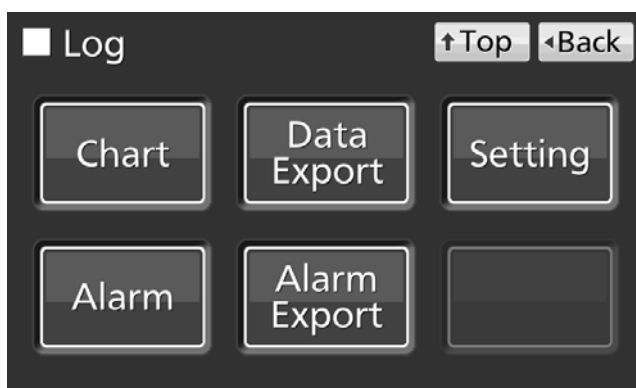 Log
↑Top
◂Back
Chart
Data
Export
Setting
Alarm
Alarm
Export